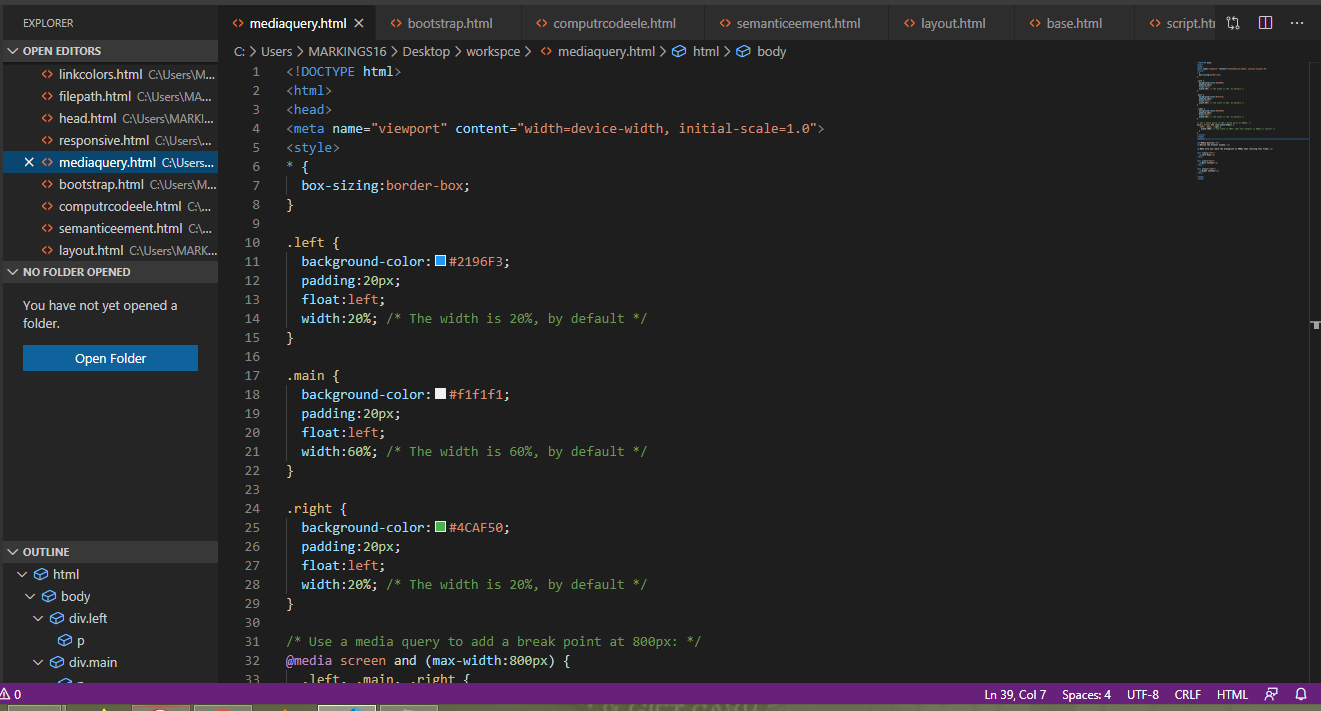 EXPLORER
OPEN EDITORS
linkcolors.html C:\Users\M...
filepath.html C:\Users\MA...
head.html C:\Users\MARKI...
responsive.html C:\Users\...
mediaquery.html C:\Users...
bootstrap.html C:\Users\M...
computrcodeele.html C:\...
semanticeement.html C:\...
layout.html C:\Users\MARK...
NO FOLDER OPENED
You have not yet opened a
folder.
Open Folder
OUTLINE
html
body
div.left
p
div.main
mediaquery.html
bootstrap.html
computrcodeele.html
semanticeement.html
layout.html
base.html
script.ht
C: > Users > MARKINGS16 > Desktop > workspce > mediaquery.html > html > body
1 <!DOCTYPE html>
2 <html>
3 <head>
4 <meta name="viewport" content="width=device-width, initial-scale=1.0">
5 <style>
6 * {
7 box-sizing:border-box;
8 }
9
10 .left {
11 background-color:#2196F3;
12 padding:20px;
13 float:left;
14 width:20%; /* The width is 20%, by default */
15 }
16
17 .main {
18 background-color:#f1f1f1;
19 padding:20px;
20 float:left;
21 width:60%; /* The width is 60%, by default */
22 }
23
24 .right {
25 background-color:#4CAF50;
26 padding:20px;
27 float:left;
28 width:20%; /* The width is 20%, by default */
29 }
30
31 /* Use a media query to add a break point at 800px: */
32 @media screen and (max-width:800px) {
33 .left, .main, .right {
0
Ln 39, Col 7
Spaces: 4
UTF-8
CRLF
HTML